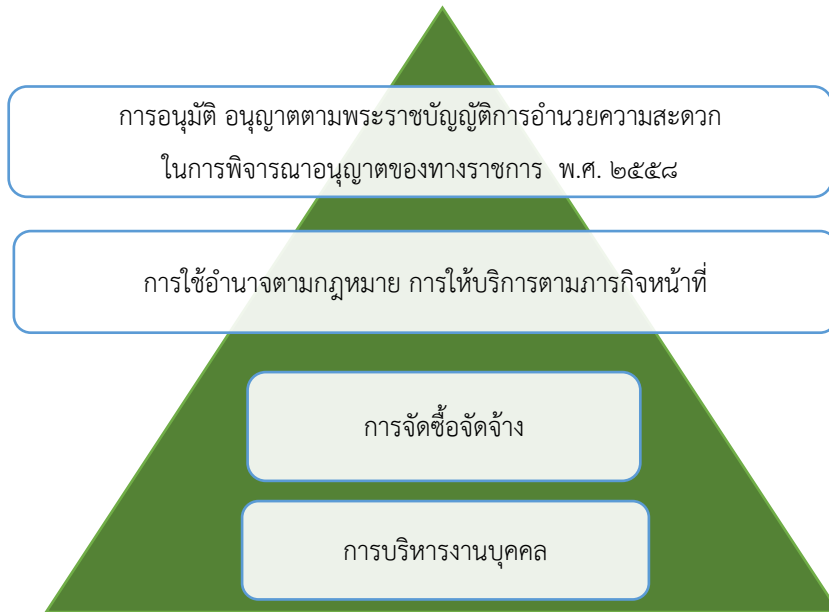 การอนุมัติ อนุญาตตามพระราชบัญญัติการอำนวยความสะดวก
ในการพิจารณาอนุญาตของทางราชการ พ.ศ. ๒๕๕๘
การใช้อำนาจตามกฎหมาย การให้บริการตามภารกิจหน้าที่
การจัดซื้อจัดจ้าง
การบริหารงานบุคคล